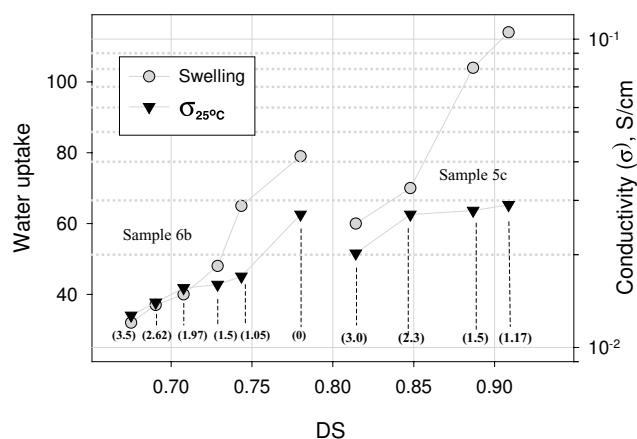 Swelling
σ25°C
Sample 5c
Sample 6b
(3.5) (2.62) (1.97) (1.5) (1.05) (0) (3.0) (2.3) (1.5) (1.17)
100
80
60
40
10-1
10-2
0.70 0.75 0.80 0.85 0.90
DS
Water uptake
Conductivity (σ), S/cm